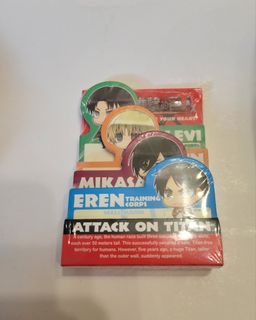 YOUR HEART
LEVI
MIKASA
EREN TRAINING
CORPS
ATTACK ON TITAN
A century ago, the human race built three
each over 50 meters tall. This successfully secured a safe, Titan-free
territory for humans. However, five years ago, a huge Titan, taller
than the outer wall, suddenly appeared.